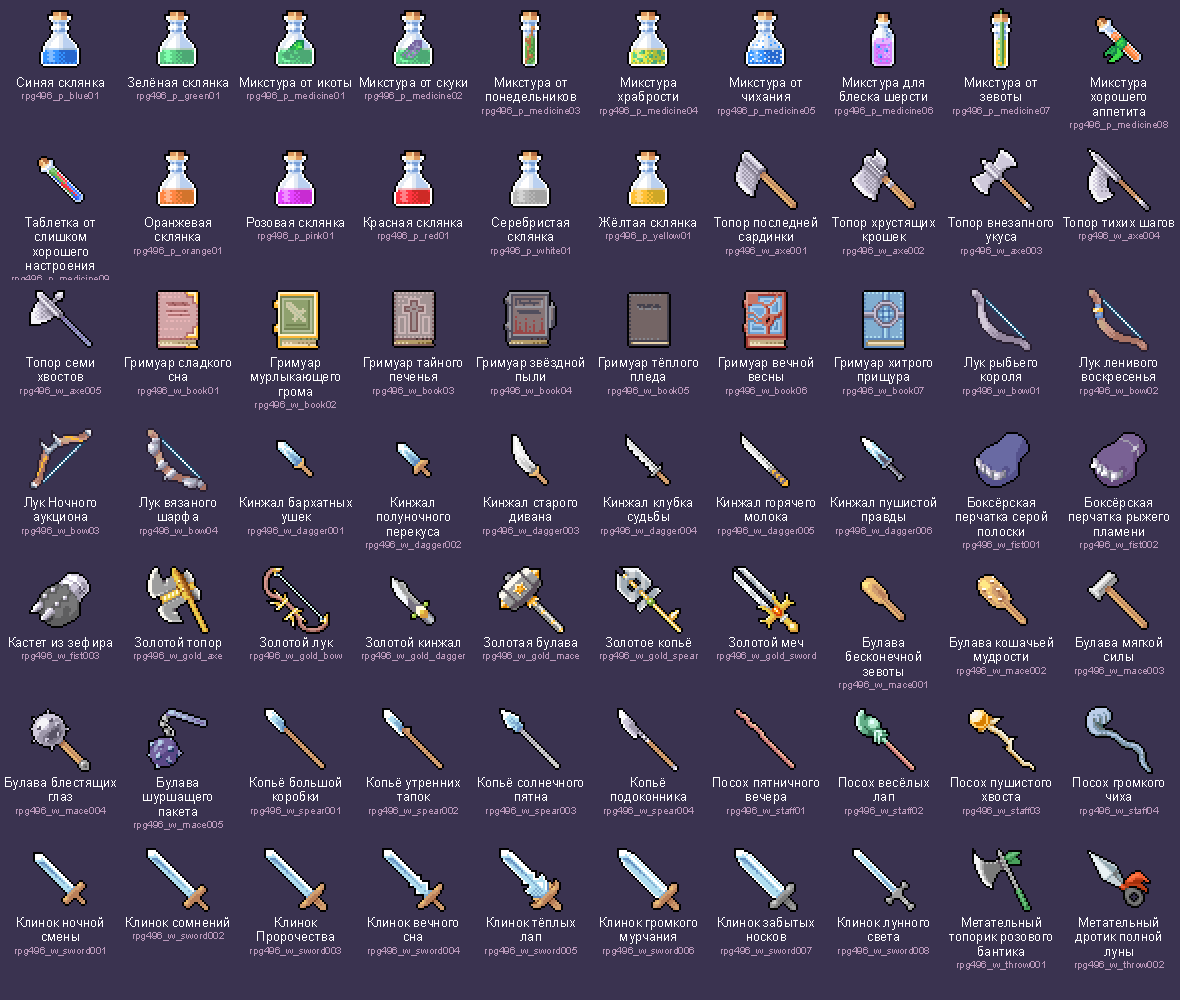 Синяя склянка
rpg496_p_blue01
Зелёная склянка
rpg496_p_green01
Микстура от икоты
rpg496_p_medicine01
Микстура от скуки
rpg496_p_medicine02
Микстура от
понедельников
rpg496_p_medicine03
Микстура
храбрости
rpg496_p_medicine04
Микстура от
чихания
rpg496_p_medicine05
Микстура для
блеска шерсти
rpg496_p_medicine06
Микстура от
зевоты
rpg496_p_medicine07
Микстура
хорошего
аппетита
rpg496_p_medicine08
Таблетка от
слишком
хорошего
настроения
rpg496_p_medicine09
Оранжевая
склянка
rpg496_p_orange01
Розовая склянка
rpg496_p_pink01
Красная склянка
rpg496_p_red01
Серебристая
склянка
rpg496_p_white01
Жёлтая склянка
rpg496_p_yellow01
Топор последней
сардинки
rpg496_w_axe001
Топор хрустящих
крошек
rpg496_w_axe002
Топор внезапного
укуса
rpg496_w_axe003
Топор тихих шагов
rpg496_w_axe004
Топор семи
хвостов
rpg496_w_axe005
Гримуар сладкого
сна
rpg496_w_book01
Гримуар
мурлыкающего
грома
rpg496_w_book02
Гримуар тайного
печенья
rpg496_w_book03
Гримуар звёздной
пыли
rpg496_w_book04
Гримуар тёплого
пледа
rpg496_w_book05
Гримуар вечной
весны
rpg496_w_book06
Гримуар хитрого
прищура
rpg496_w_book07
Лук рыбьего
короля
rpg496_w_bow01
Лук ленивого
воскресенья
rpg496_w_bow02
Лук Ночного
аукциона
rpg496_w_bow03
Лук вязаного
шарфа
rpg496_w_bow04
Кинжал бархатных
ушек
rpg496_w_dagger001
Кинжал
полуночного
перекуса
rpg496_w_dagger002
Кинжал старого
дивана
rpg496_w_dagger003
Кинжал клубка
судьбы
rpg496_w_dagger004
Кинжал горячего
молока
rpg496_w_dagger005
Кинжал пушистой
правды
rpg496_w_dagger006
Боксёрская
перчатка серой
полоски
rpg496_w_fist001
Боксёрская
перчатка рыжего
пламени
rpg496_w_fist002
Кастет из зефира
rpg496_w_fist003
Золотой топор
rpg496_w_gold_axe
Золотой лук
rpg496_w_gold_bow
Золотой кинжал
rpg496_w_gold_dagger
Золотая булава
rpg496_w_gold_mace
Золотое копьё
rpg496_w_gold_spear
Золотой меч
rpg496_w_gold_sword
Булава
бесконечной
зевоты
rpg496_w_mace001
Булава кошачьей
мудрости
rpg496_w_mace002
Булава мягкой
силы
rpg496_w_mace003
Булава блестящих
глаз
rpg496_w_mace004
Булава
шуршащего
пакета
rpg496_w_mace005
Копьё большой
коробки
rpg496_w_spear001
Копьё утренних
тапок
rpg496_w_spear002
Копьё солнечного
пятна
rpg496_w_spear003
Копьё
подоконника
rpg496_w_spear004
Посох пятничного
вечера
rpg496_w_staff01
Посох весёлых
лап
rpg496_w_staff02
Посох пушистого
хвоста
rpg496_w_staff03
Посох громкого
чиха
rpg496_w_staff04
Клинок ночной
смены
rpg496_w_sword001
Клинок сомнений
rpg496_w_sword002
Клинок
Пророчества
rpg496_w_sword003
Клинок вечного
сна
rpg496_w_sword004
Клинок тёплых
лап
rpg496_w_sword005
Клинок громкого
мурчания
rpg496_w_sword006
Клинок забытых
носков
rpg496_w_sword007
Клинок лунного
света
rpg496_w_sword008
Метательный
топорик розового
бантика
rpg496_w_throw001
Метательный
дротик полной
луны
rpg496_w_throw002